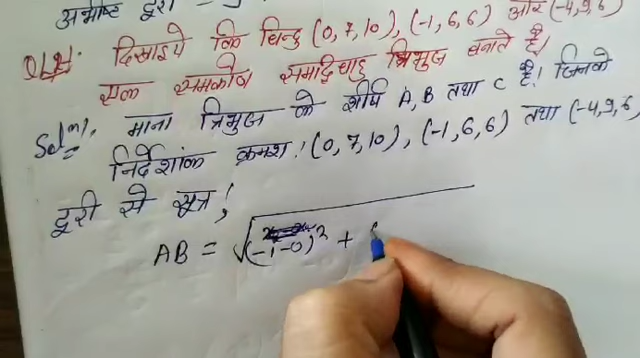 अभीष्ट दूरी =
दिखाइये कि बिन्दु (0, 7, 10), (-1, 6, 6) और (-4, 9, 6)
एक समकोण समद्विबाहु त्रिभुज बनाते है।
Solⁿ. माना त्रिभुज के शीर्ष A, B तथा C है। जिनके
निर्देशांक क्रमश: (0, 7, 10), (-1, 6, 6) तथा (-4, 9, 6)
दूरी से सूत्र!
AB = √(-1-0)² +